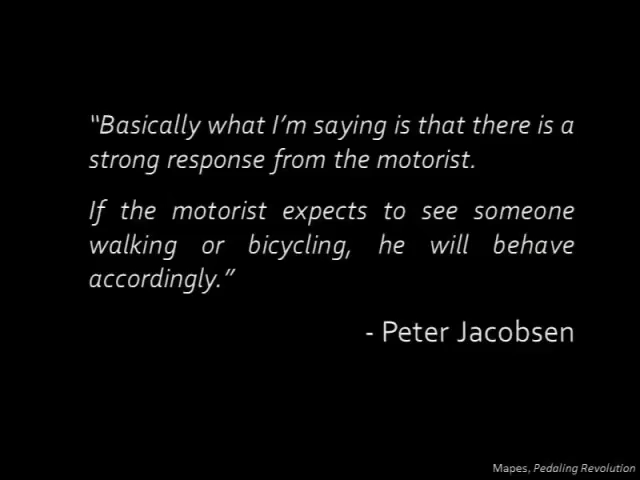 “Basically what I’m saying is that there is a
strong response from the motorist.
If the motorist expects to see someone
walking or bicycling, he will behave
accordingly.”
- Peter Jacobsen
Mapes, Pedaling Revolution